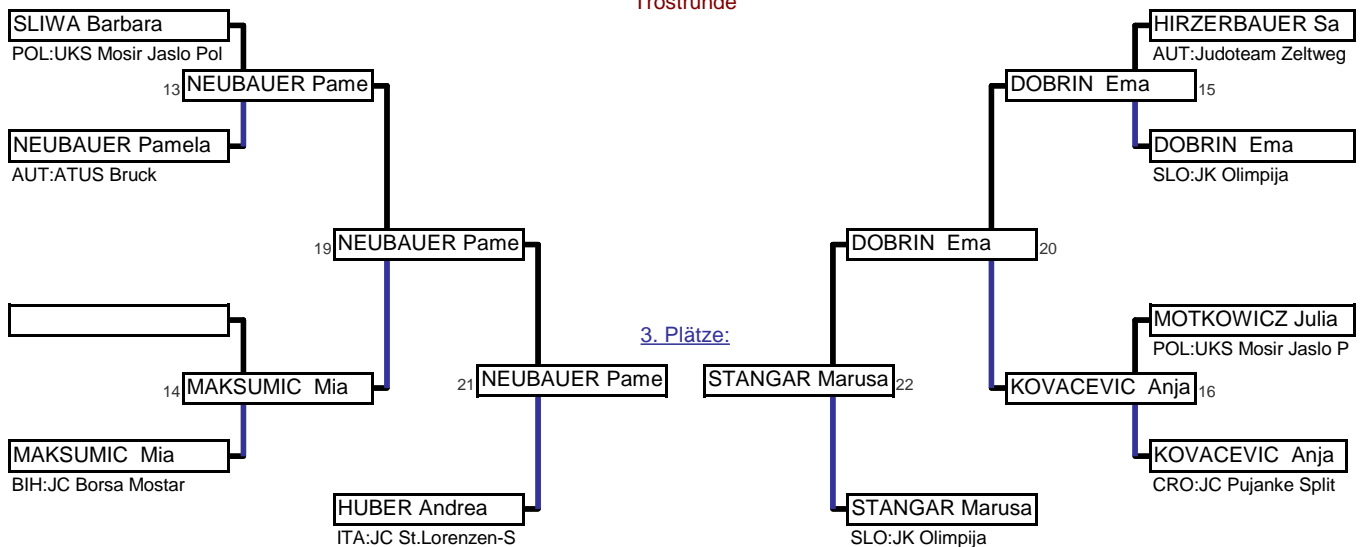 Trostrunde
SLIWA Barbara
POL:UKS Mosir Jaslo Pol
13 NEUBAUER Pame
NEUBAUER Pamela
AUT:ATUS Bruck
19 NEUBAUER Pame
14 MAKSUMIC Mia
MAKSUMIC Mia
BIH:JC Borsa Mostar
21 NEUBAUER Pame
HUBER Andrea
ITA:JC St.Lorenzen-S
3. Plätze:
HIRZERBAUER Sa
AUT:Judoteam Zeltweg
DOBRIN Ema 15
DOBRIN Ema
SLO:JK Olimpija
DOBRIN Ema 20
MOTKOWICZ Julia
POL:UKS Mosir Jaslo P
KOVACEVIC Anja 16
KOVACEVIC Anja
CRO:JC Pujanke Split
STANGAR Marusa 22
STANGAR Marusa
SLO:JK Olimpija